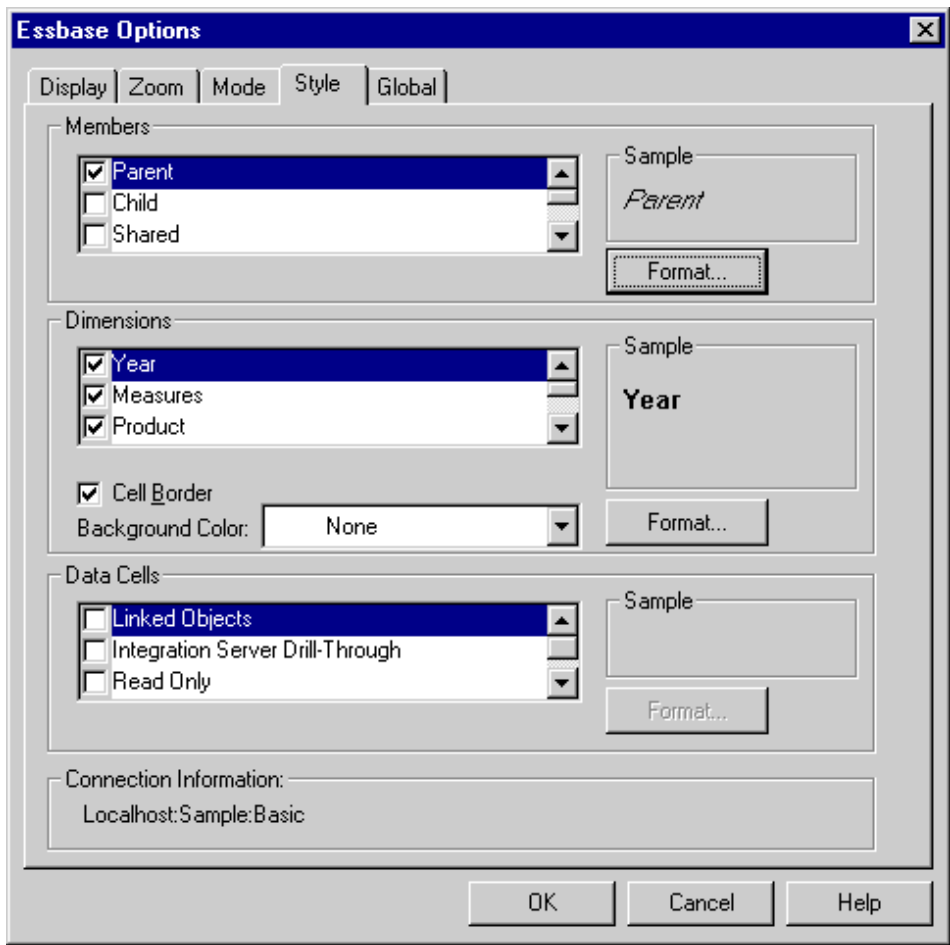 Essbase Options
Display Zoom Mode Style Global
Members
Parent
Child
Shared
Sample
Parent
Format...
Dimensions
Year
Measures
Product
Sample
Year
Cell Border
Background Color: None
Format...
Data Cells
Linked Objects
Integration Server Drill-Through
Read Only
Sample
Format...
Connection Information:
Localhost:Sample:Basic
OK Cancel Help